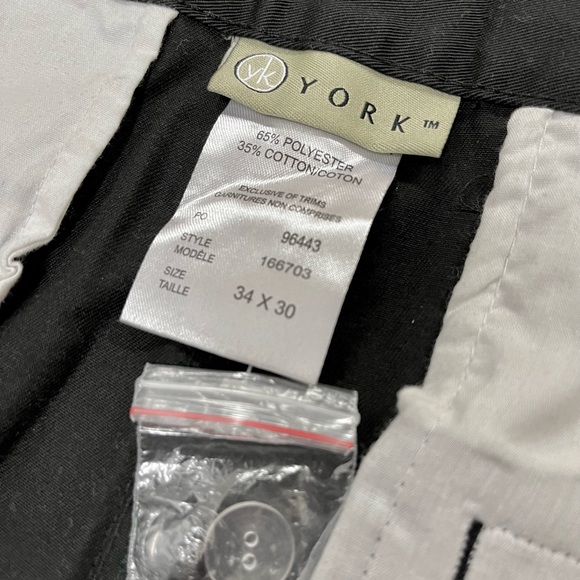 yk YORK™
65% POLYESTER
35% COTTON/COTON
EXCLUSIVE OF TRIMS
GARNITURES NON COMPRISES
PO 96443
STYLE
MODÈLE 166703
SIZE
TAILLE 34 X 30